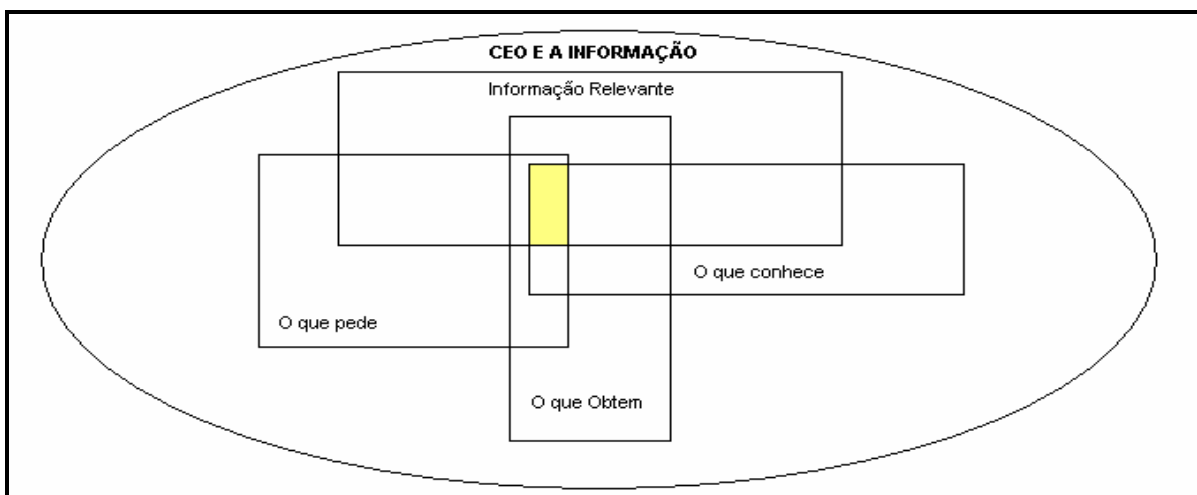 CEO E A INFORMAÇÃO
Informação Relevante
O que conhece
O que pede
O que Obtem